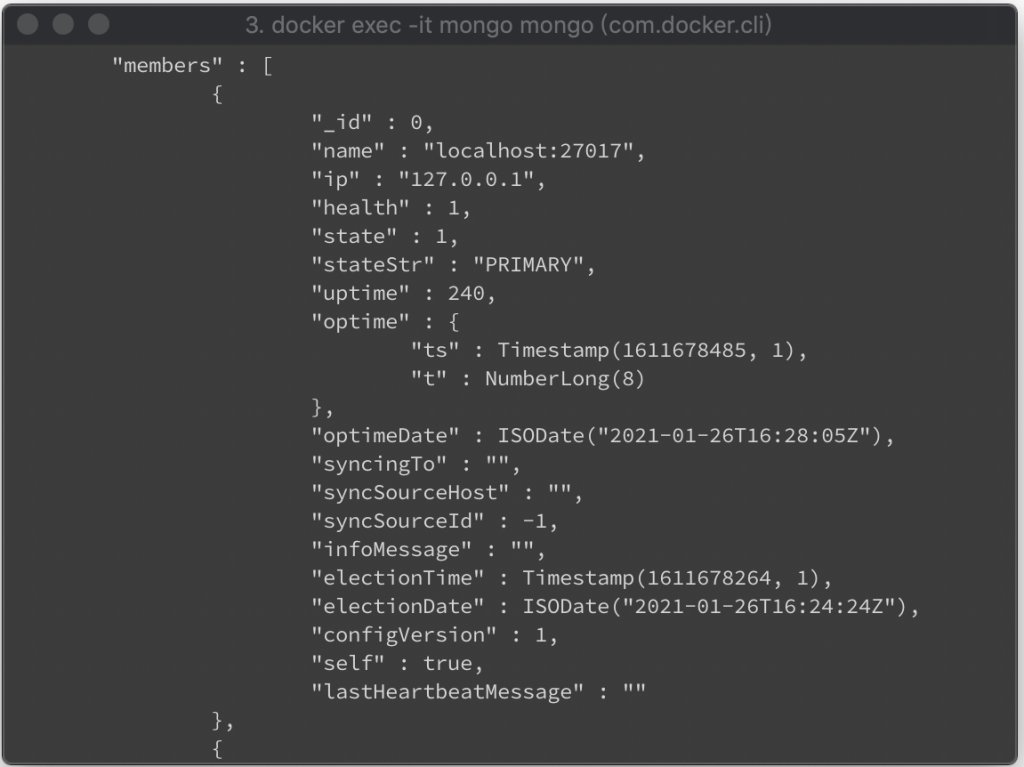 3. docker exec -it mongo mongo (com.docker.cli)
"members" : [
{
"_id" : 0,
"name" : "localhost:27017",
"ip" : "127.0.0.1",
"health" : 1,
"state" : 1,
"stateStr" : "PRIMARY",
"uptime" : 240,
"optime" : {
"ts" : Timestamp(1611678485, 1),
"t" : NumberLong(8)
},
"optimeDate" : ISODate("2021-01-26T16:28:05Z"),
"syncingTo" : "",
"syncSourceHost" : "",
"syncSourceId" : -1,
"infoMessage" : "",
"electionTime" : Timestamp(1611678264, 1),
"electionDate" : ISODate("2021-01-26T16:24:24Z"),
"configVersion" : 1,
"self" : true,
"lastHeartbeatMessage" : ""
},
{